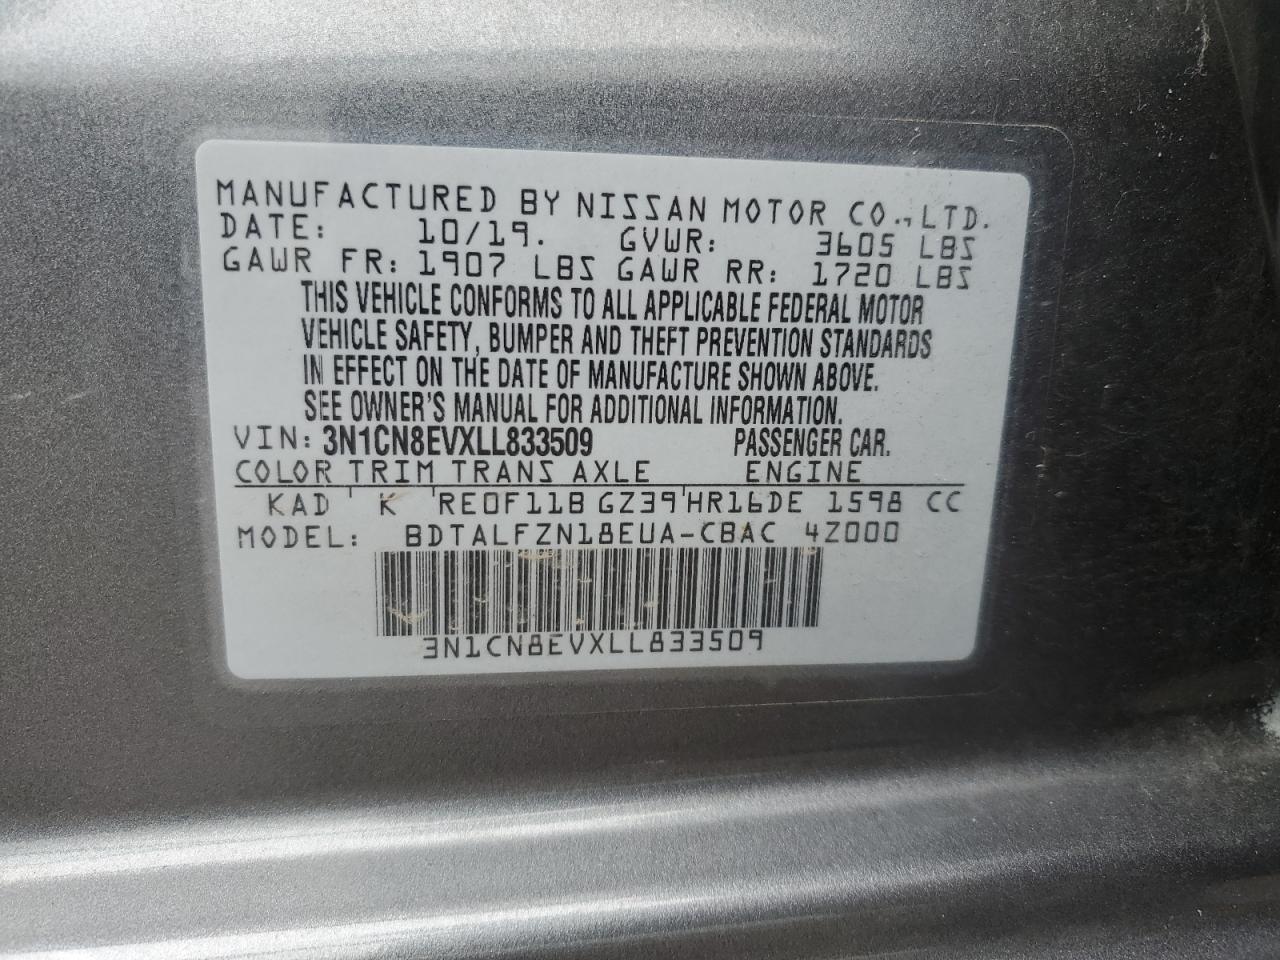 MANUFACTURED BY NISSAN MOTOR CO., LTD.
DATE: 10/19. GVWR: 3605 LBS
GAWR FR: 1907 LBS GAWR RR: 1720 LBS
THIS VEHICLE CONFORMS TO ALL APPLICABLE FEDERAL MOTOR
VEHICLE SAFETY, BUMPER AND THEFT PREVENTION STANDARDS
IN EFFECT ON THE DATE OF MANUFACTURE SHOWN ABOVE.
SEE OWNER'S MANUAL FOR ADDITIONAL INFORMATION.
VIN: 3N1CN8EVXLL833509 PASSENGER CAR.
COLOR TRIM TRANS AXLE ENGINE
KAD K RE0F11B GZ39 HR16DE 1598 CC
MODEL: BDTALFZN18EUA-CBAC 4Z000
3N1CN8EVXLL833509